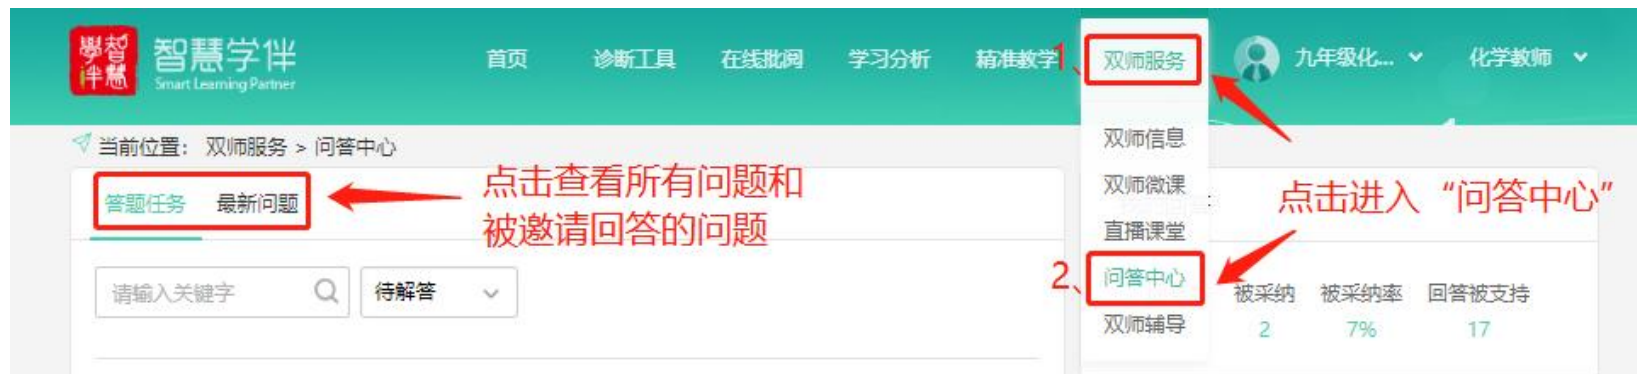 學智伴慧
智慧学伴
Smart Learning Partner
首页 诊断工具 在线批阅 学习分析 精准教学 1、 双师服务 九年级化... 化学教师
当前位置： 双师服务 > 问答中心
双师信息
答题任务 最新问题
点击查看所有问题和
被邀请回答的问题
双师微课
点击进入“问答中心”
直播课堂
请输入关键字 待解答
2、 问答中心
被采纳 被采纳率 回答被支持
双师辅导
2 7% 17